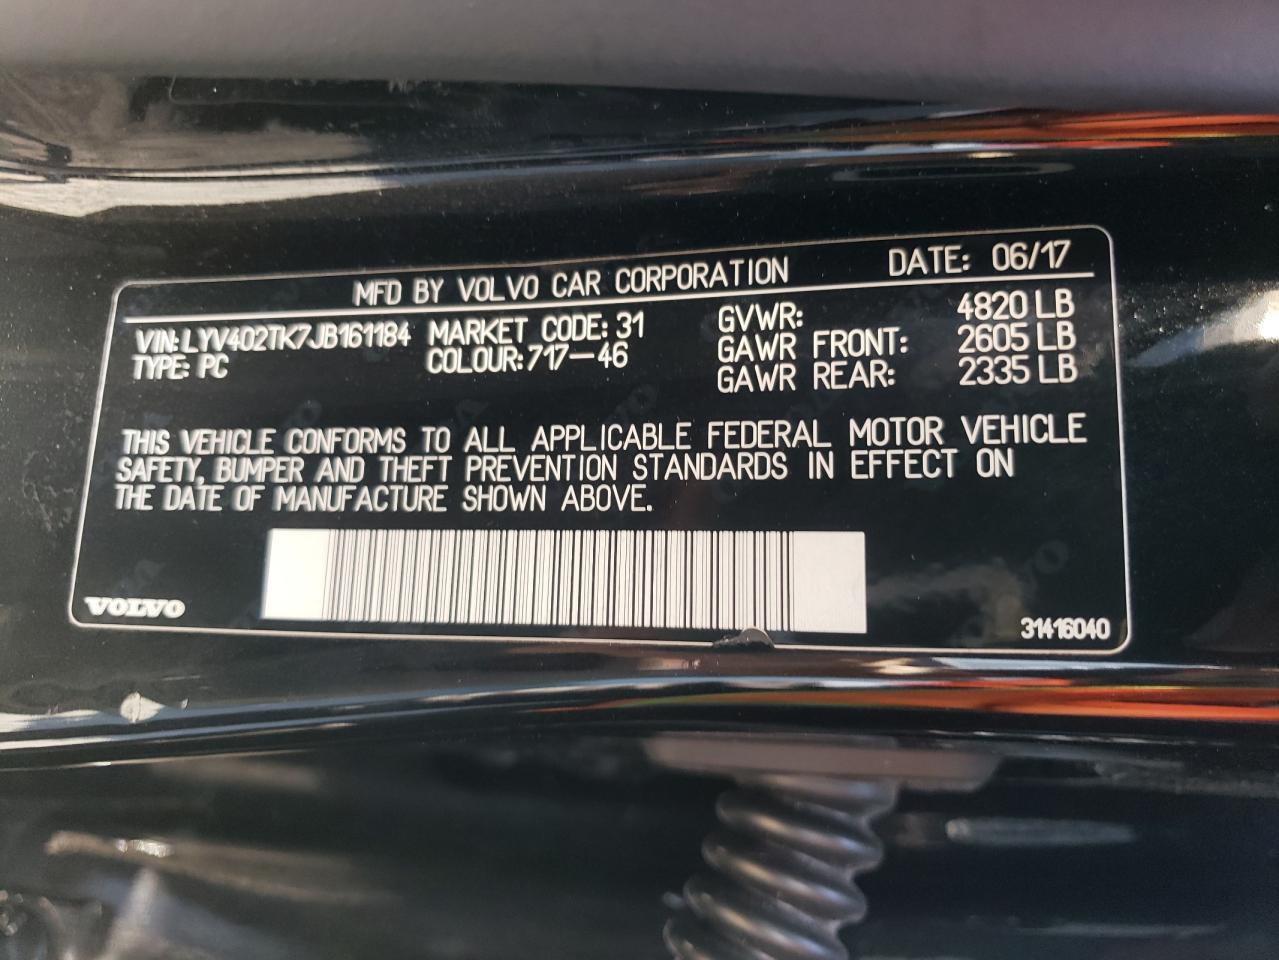 MFD BY VOLVO CAR CORPORATION DATE: 06/17
VIN: LYV402TK7JB161184 MARKET CODE: 31 GVWR: 4820 LB
TYPE: PC COLOUR: 717-46 GAWR FRONT: 2605 LB
GAWR REAR: 2335 LB
THIS VEHICLE CONFORMS TO ALL APPLICABLE FEDERAL MOTOR VEHICLE
SAFETY, BUMPER AND THEFT PREVENTION STANDARDS IN EFFECT ON
THE DATE OF MANUFACTURE SHOWN ABOVE.
VOLVO 31416040